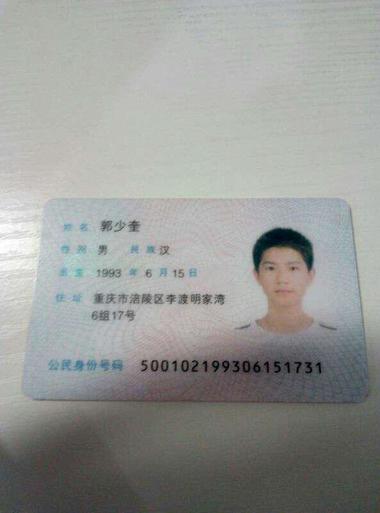 姓名 郭少奎
性别 男 民族 汉
出生 1993 年 6 月 15 日
住址 重庆市涪陵区李渡明家湾
6组17号
公民身份号码 500102199306151731